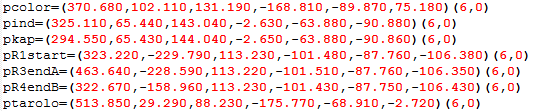 pcolor=(370.680,102.110,131.190,-168.810,-89.870,75.180)(6,0)
pind=(325.110,65.440,143.040,-2.630,-63.880,-90.880)(6,0)
pkap=(294.550,65.430,144.040,-2.650,-63.880,-90.860)(6,0)
pR1start=(323.220,-229.790,113.230,-101.480,-87.760,-106.380)(6,0)
pR3endA=(463.640,-228.590,113.220,-101.510,-87.760,-106.350)(6,0)
pR4endB=(322.670,-158.960,113.230,-101.430,-87.750,-106.430)(6,0)
ptarolo=(513.850,29.290,88.230,-175.770,-68.910,-2.720)(6,0)